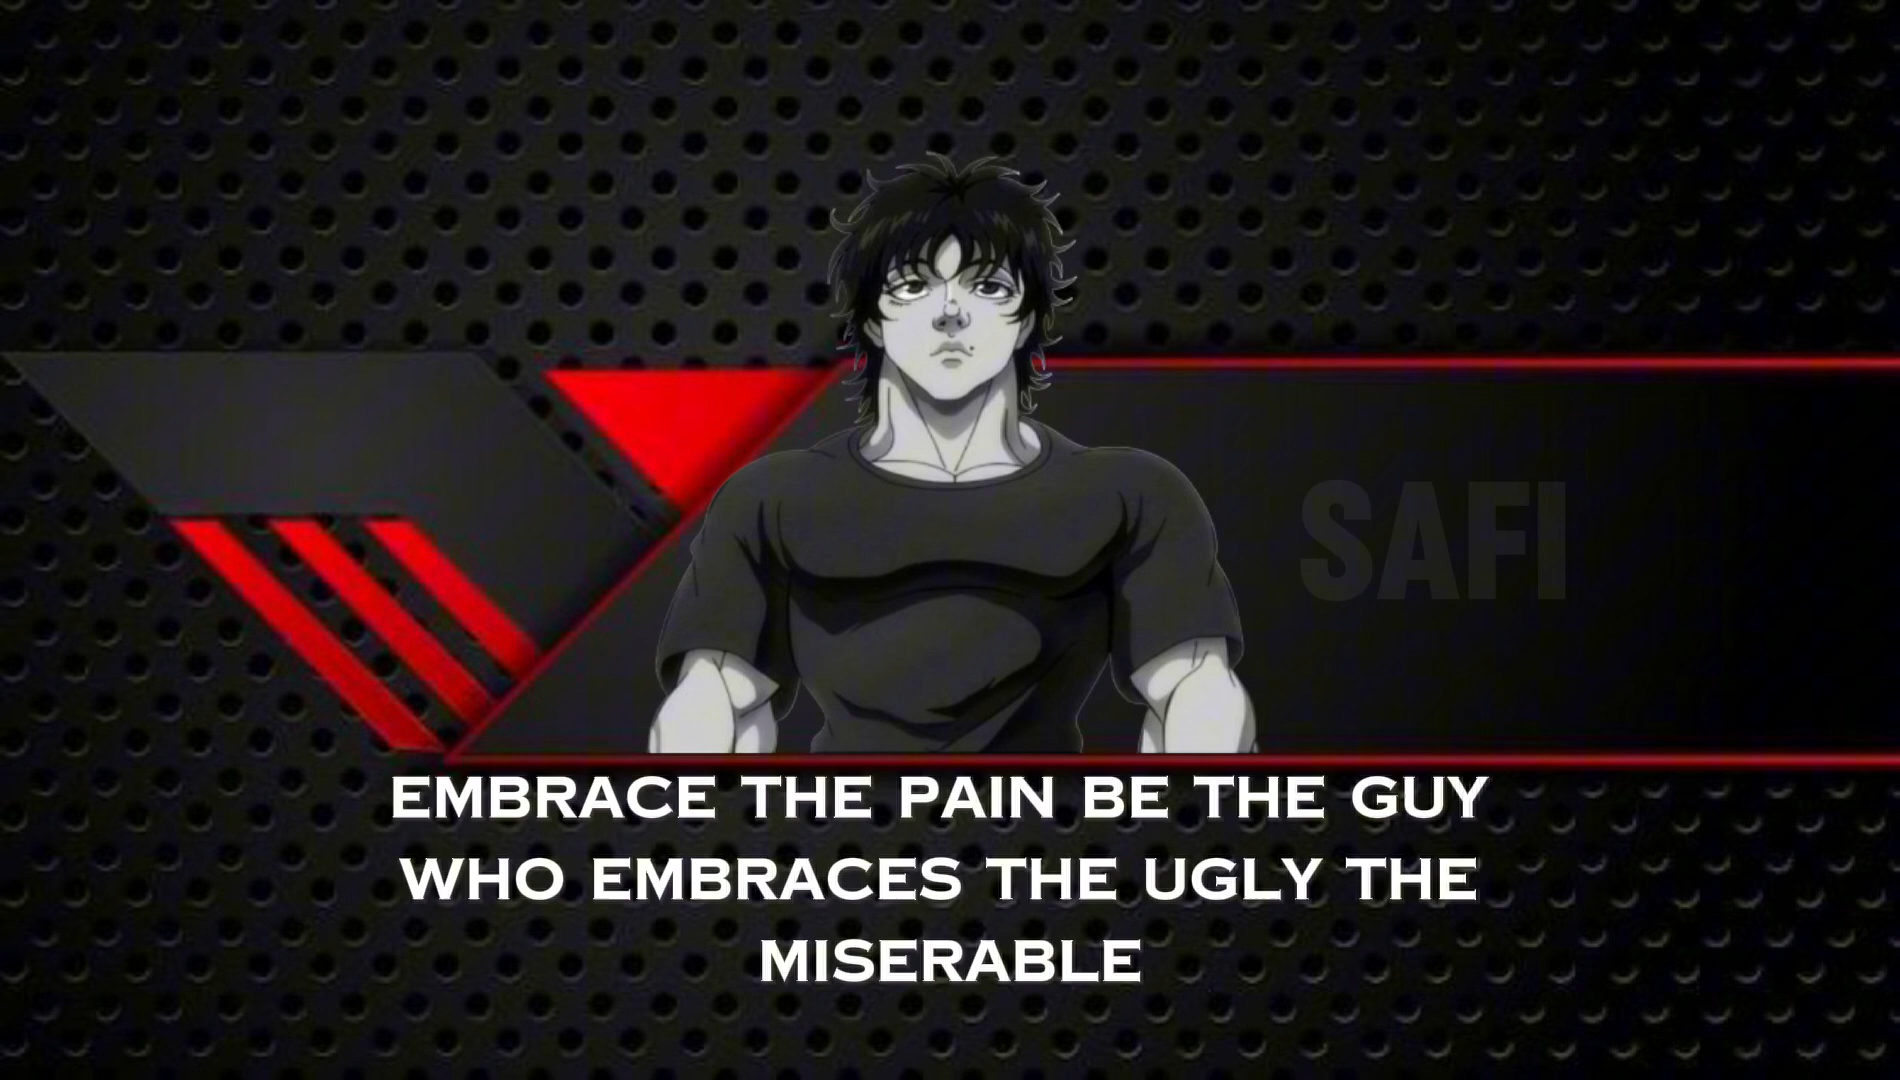 SAFI
EMBRACE THE PAIN BE THE GUY
WHO EMBRACES THE UGLY THE
MISERABLE